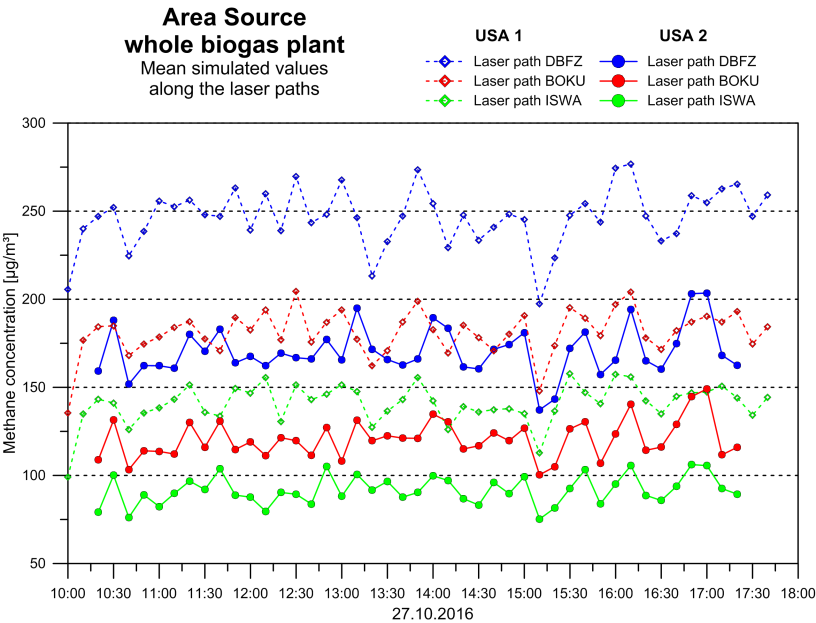 Area Source
whole biogas plant
Mean simulated values
along the laser paths
USA 1
USA 2
Laser path DBFZ
Laser path DBFZ
Laser path BOKU
Laser path BOKU
Laser path ISWA
Laser path ISWA
Methane concentration [µg/m³]
300
250
200
150
100
50
10:00 10:30 11:00 11:30 12:00 12:30 13:00 13:30 14:00 14:30 15:00 15:30 16:00 16:30 17:00 17:30 18:00
27.10.2016